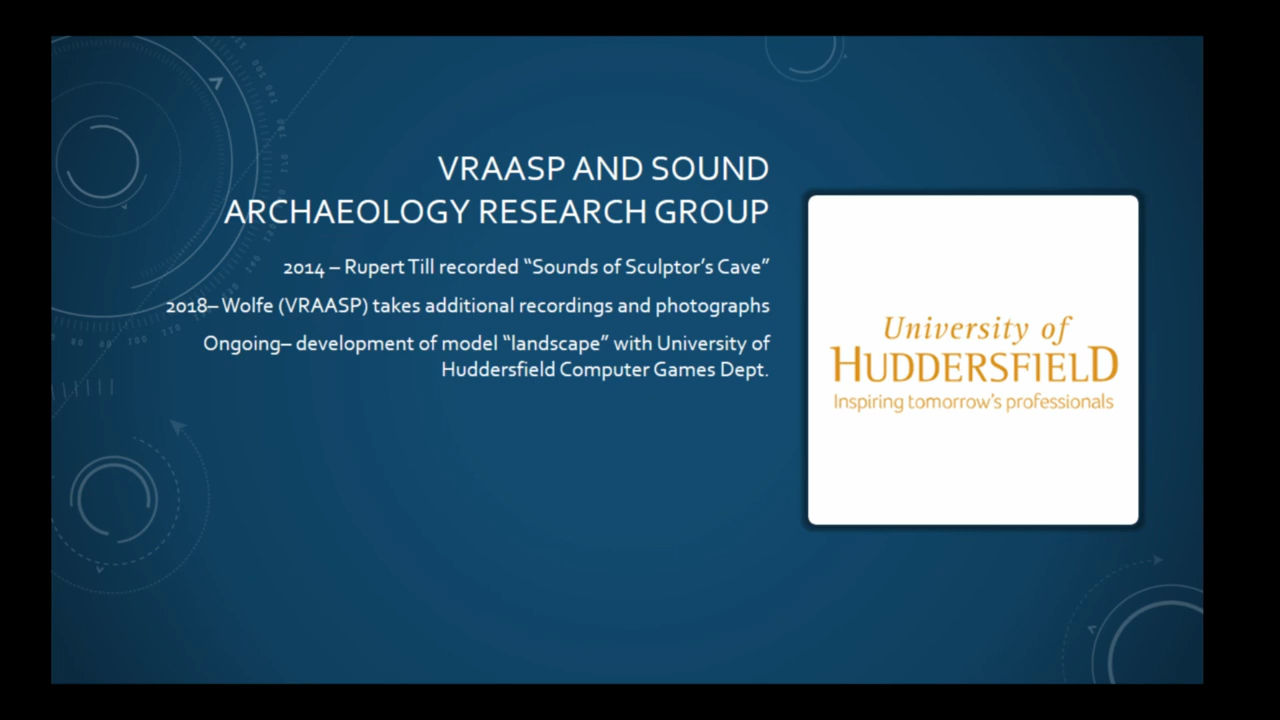 VRAASP AND SOUND
ARCHAEOLOGY RESEARCH GROUP
2014 – Rupert Till recorded “Sounds of Sculptor’s Cave”
2018– Wolfe (VRAASP) takes additional recordings and photographs
Ongoing– development of model “landscape” with University of
Huddersfield Computer Games Dept.
University of
HUDDERSFIELD
Inspiring tomorrow’s professionals